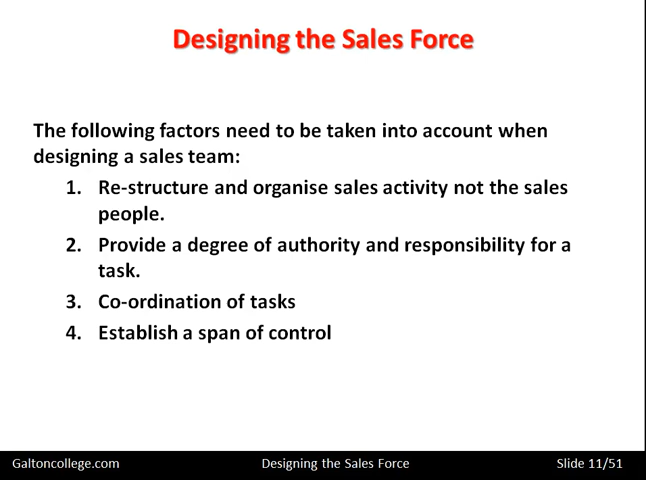 Designing the Sales Force
The following factors need to be taken into account when
designing a sales team:
1. Re-structure and organise sales activity not the sales
people.
2. Provide a degree of authority and responsibility for a
task.
3. Co-ordination of tasks
4. Establish a span of control
Galtoncollege.com Designing the Sales Force Slide 11/51